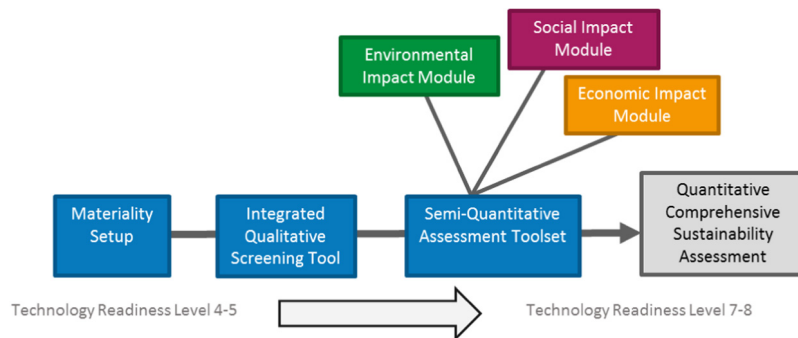 Social Impact
Module
Environmental
Impact Module
Economic Impact
Module
Materiality
Setup
Integrated
Qualitative
Screening Tool
Semi-Quantitative
Assessment Toolset
Quantitative
Comprehensive
Sustainability
Assessment
Technology Readiness Level 4-5
Technology Readiness Level 7-8